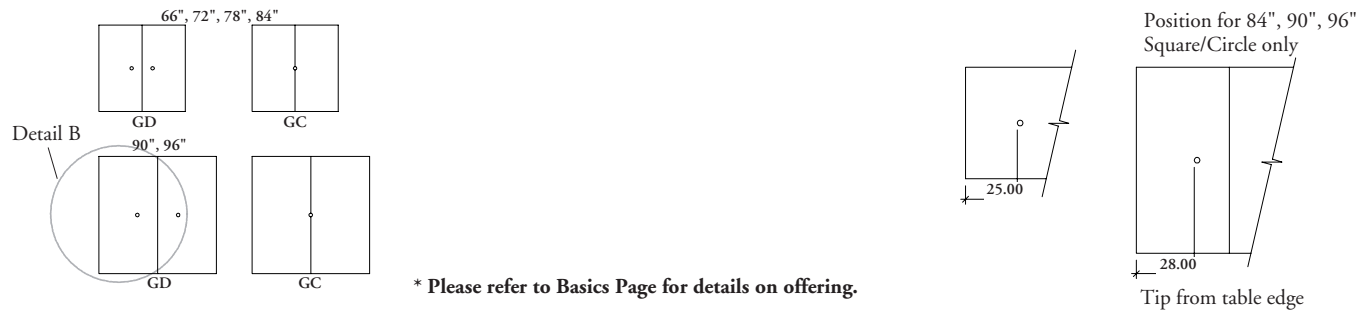 66", 72", 78", 84"
GD
GC
Detail B
90", 96"
GD
GC
* Please refer to Basics Page for details on offering.
25.00
Position for 84", 90", 96"
Square/Circle only
28.00
Tip from table edge